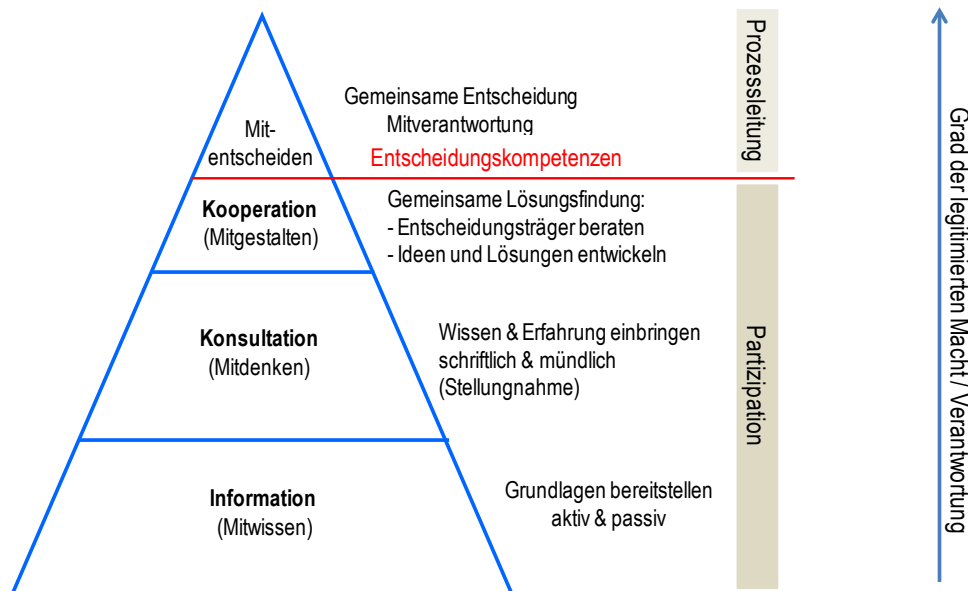 Mit-
entscheiden
Gemeinsame Entscheidung
Mitverantwortung
Entscheidungskompetenzen
Kooperation
(Mitgestalten)
Gemeinsame Lösungsfindung:
- Entscheidungsträger beraten
- Ideen und Lösungen entwickeln
Konsultation
(Mitdenken)
Wissen & Erfahrung einbringen
schriftlich & mündlich
(Stellungnahme)
Information
(Mitwissen)
Grundlagen bereitstellen
aktiv & passiv
Prozessleitung
Partizipation
Grad der legitimierten Macht / Verantwortung